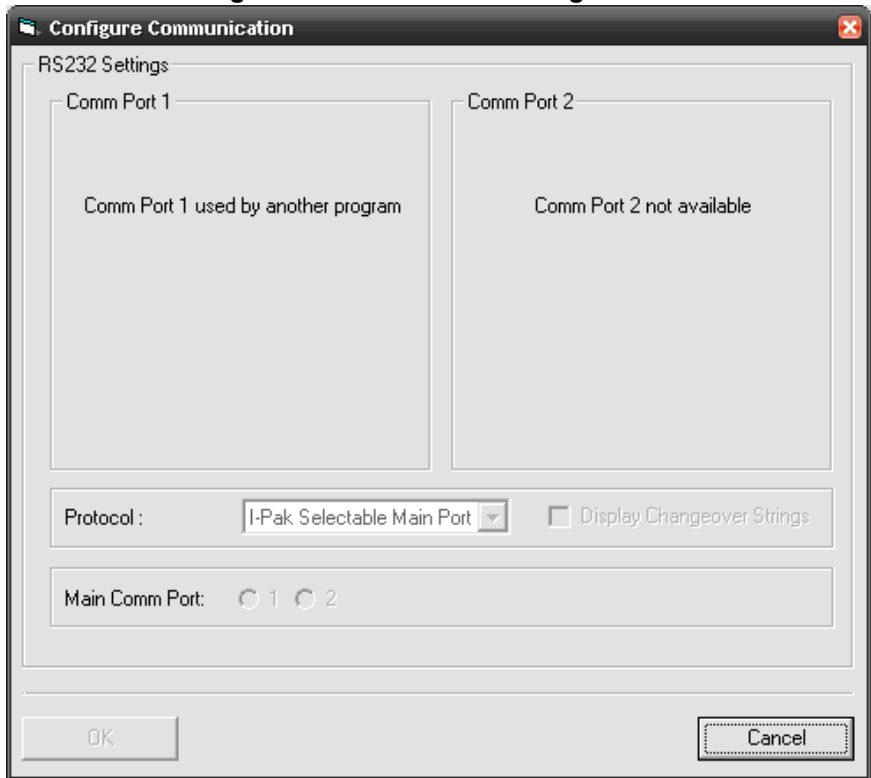 Configure Communication
RS232 Settings
Comm Port 1
Comm Port 2
Comm Port 1 used by another program
Comm Port 2 not available
Protocol :
I-Pak Selectable Main Port
Display Changeover Strings
Main Comm Port:
1
2
OK
Cancel